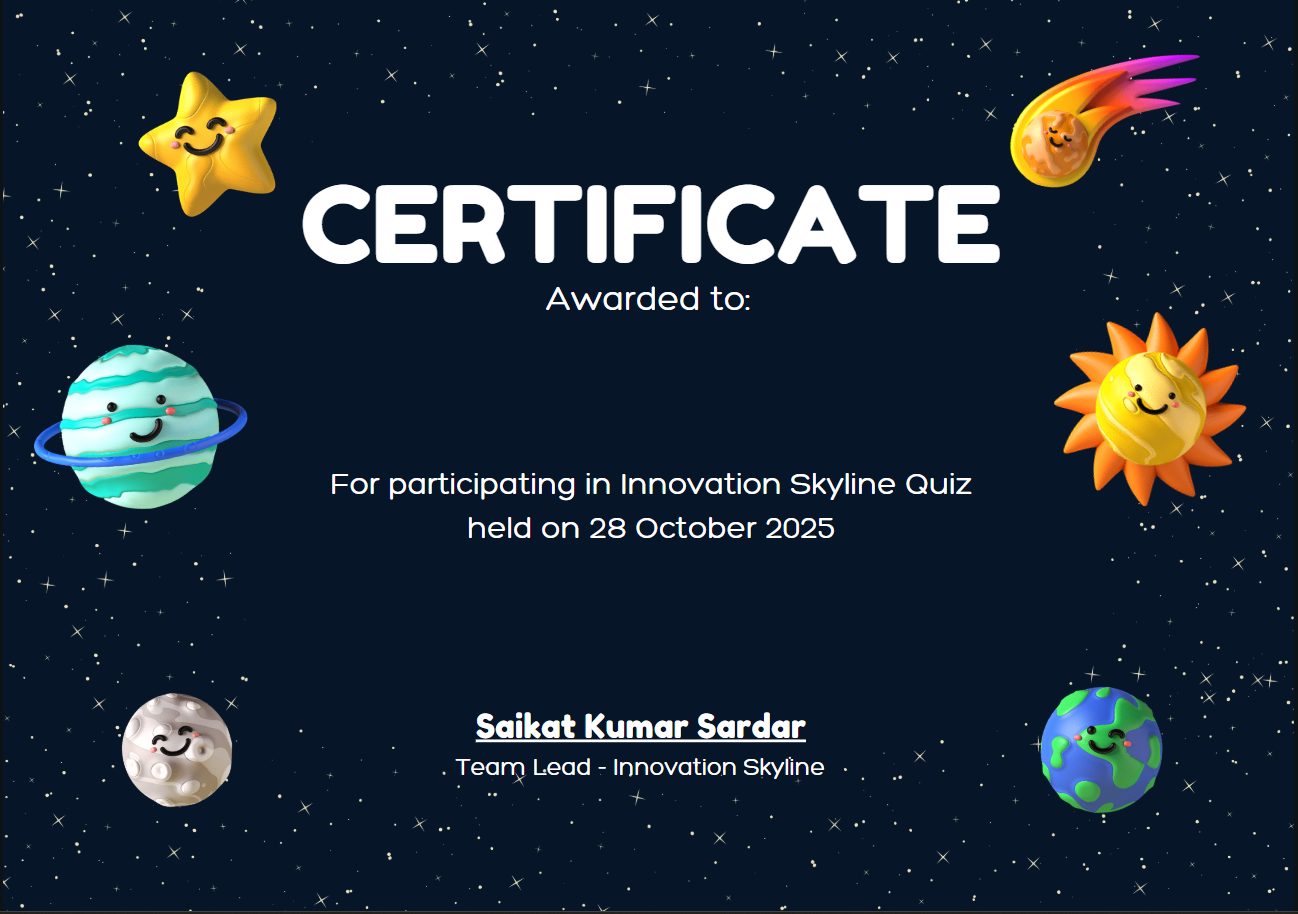 CERTIFICATE
Awarded to:
For participating in Innovation Skyline Quiz
held on 28 October 2025
Saikat Kumar Sardar
Team Lead - Innovation Skyline